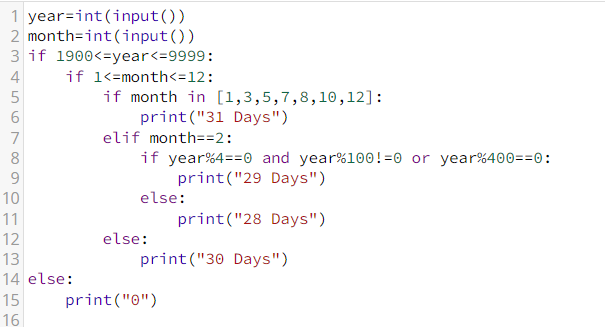 1 year=int(input())
2 month=int(input())
3 if 1900<=year<=9999:
4     if 1<=month<=12:
5         if month in [1,3,5,7,8,10,12]:
6             print("31 Days")
7         elif month==2:
8             if year%4==0 and year%100!=0 or year%400==0:
9                 print("29 Days")
10             else:
11                 print("28 Days")
12         else:
13             print("30 Days")
14 else:
15     print("0")
16